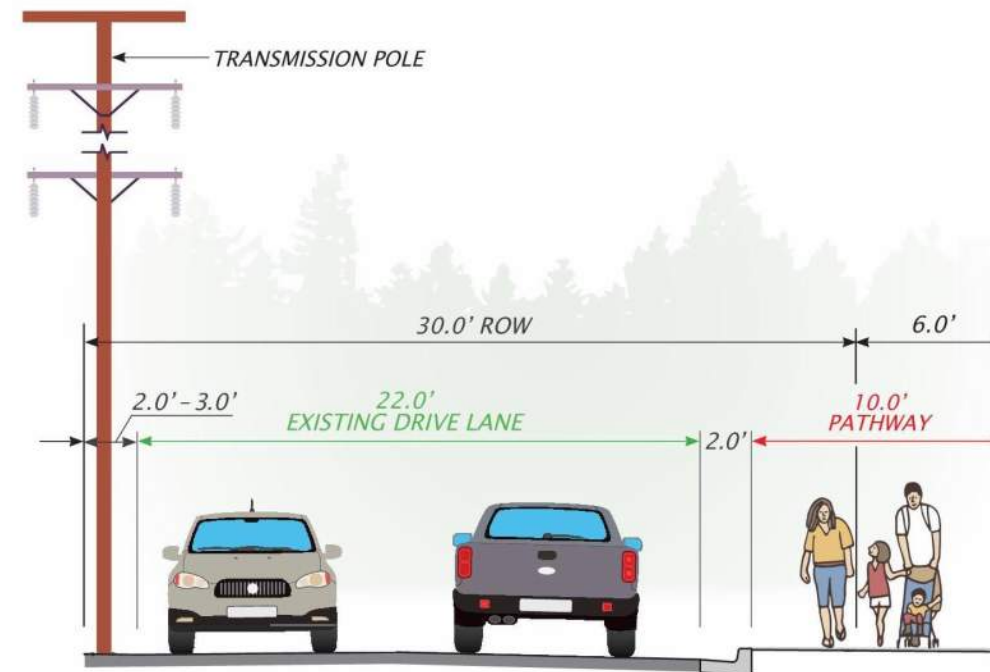 TRANSMISSION POLE
30.0' ROW
6.0'
2.0' – 3.0'
22.0'
EXISTING DRIVE LANE
2.0'
10.0'
PATHWAY